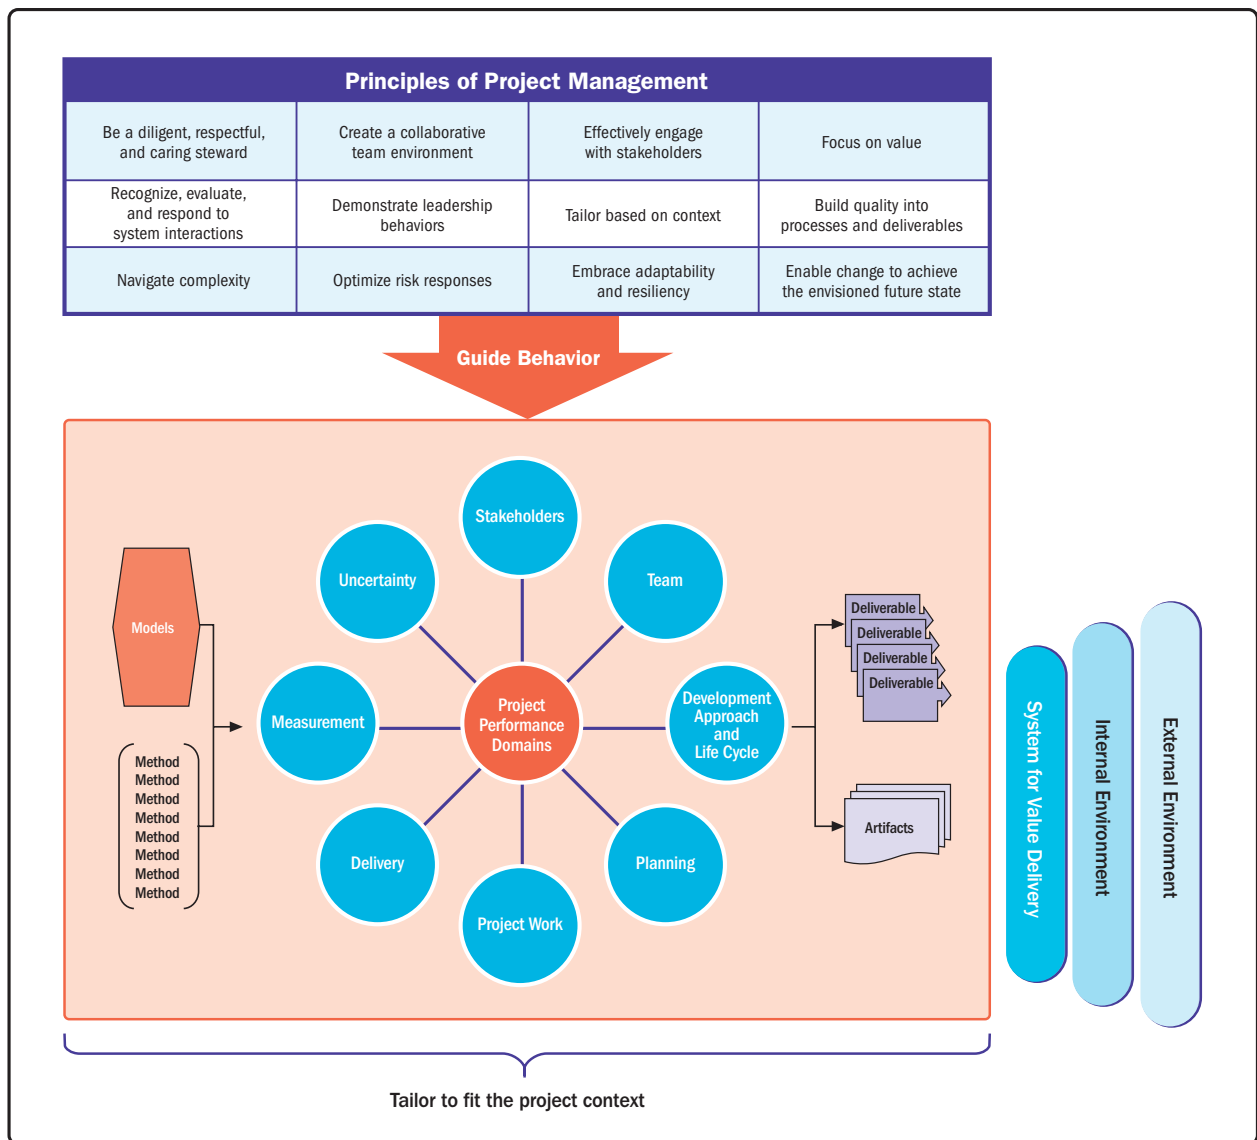 Principles of Project Management
Be a diligent, respectful,
and caring steward
Create a collaborative
team environment
Effectively engage
with stakeholders
Focus on value
Recognize, evaluate,
and respond to
system interactions
Demonstrate leadership
behaviors
Tailor based on context
Build quality into
processes and deliverables
Navigate complexity
Optimize risk responses
Embrace adaptability
and resiliency
Enable change to achieve
the envisioned future state
Guide Behavior
Stakeholders
Uncertainty
Team
Models
Measurement
Project
Performance
Domains
Development
Approach
and
Life Cycle
Deliverable
Deliverable
Deliverable
Deliverable
Method
Method
Method
Method
Method
Method
Method
Method
Delivery
Project Work
Planning
Artifacts
System for Value Delivery
Internal Environment
External Environment
Tailor to fit the project context